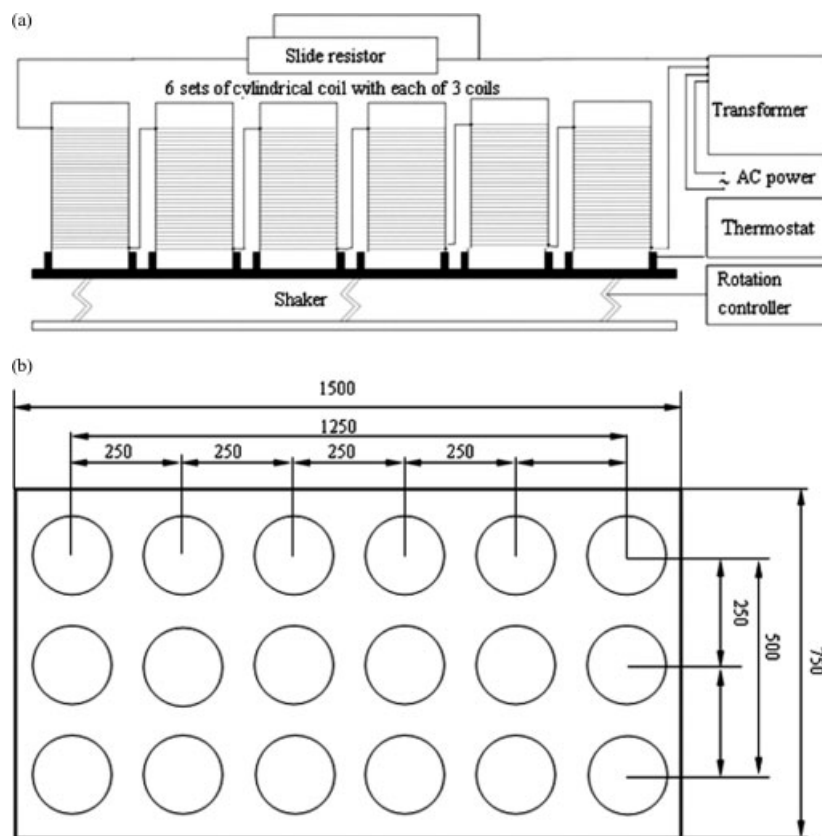 (a)
Slide resistor
6 sets of cylindrical coil with each of 3 coils
Transformer
~ AC power
Thermostat
Shaker
Rotation
controller
(b)
1500
1250
250
250
250
250
250
500
750